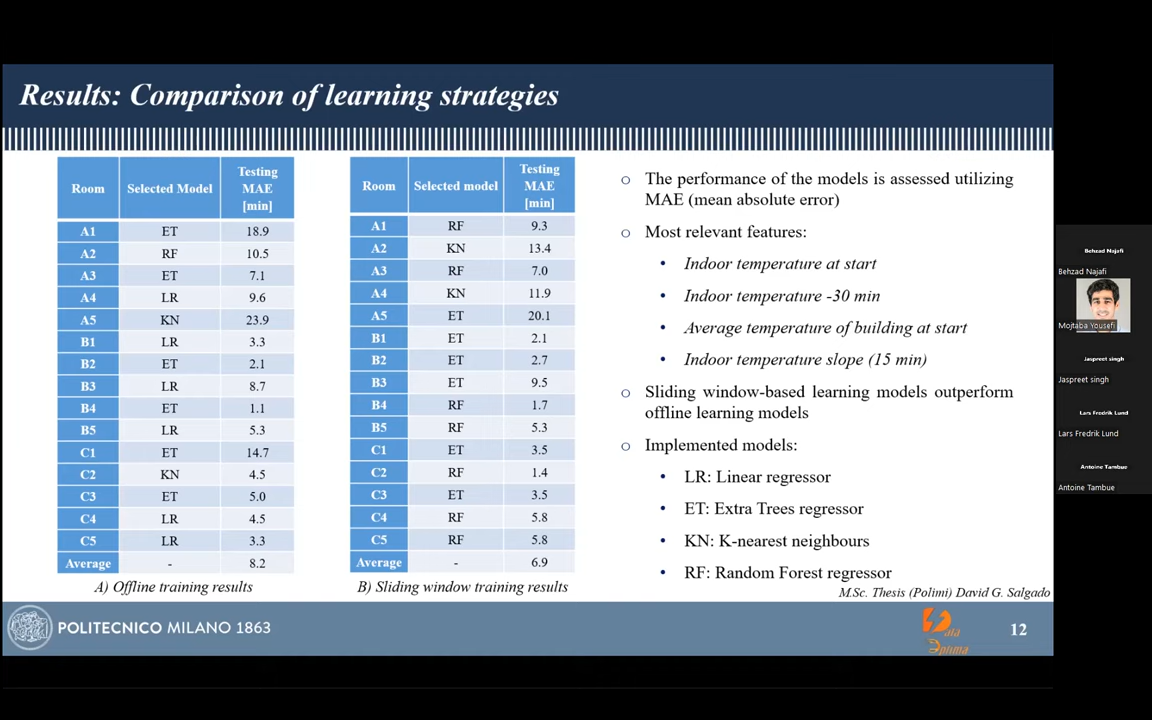 Results: Comparison of learning strategies
Room Selected Model Testing MAE [min]
A1 ET 18.9
A2 RF 10.5
A3 ET 7.1
A4 LR 9.6
A5 KN 23.9
B1 LR 3.3
B2 ET 2.1
B3 LR 8.7
B4 ET 1.1
B5 LR 5.3
C1 ET 14.7
C2 KN 4.5
C3 ET 5.0
C4 LR 4.5
C5 LR 3.3
Average - 8.2
A) Offline training results
Room Selected model Testing MAE [min]
A1 RF 9.3
A2 KN 13.4
A3 RF 7.0
A4 KN 11.9
A5 ET 20.1
B1 ET 2.1
B2 ET 2.7
B3 ET 9.5
B4 RF 1.7
B5 RF 5.3
C1 ET 3.5
C2 RF 1.4
C3 ET 3.5
C4 RF 5.8
C5 RF 5.8
Average - 6.9
B) Sliding window training results
The performance of the models is assessed utilizing
MAE (mean absolute error)
Most relevant features:
• Indoor temperature at start
• Indoor temperature -30 min
• Average temperature of building at start
• Indoor temperature slope (15 min)
Sliding window-based learning models outperform
offline learning models
Implemented models:
• LR: Linear regressor
• ET: Extra Trees regressor
• KN: K-nearest neighbours
• RF: Random Forest regressor
M.Sc. Thesis (Polimi) David G. Salgado
POLITECNICO MILANO 1863
12
Behzad Najafi
Behzad Najafi
Mojtaba Yousefi
Jaspreet singh
Jaspreet singh
Lars Fredrik Lund
Lars Fredrik Lund
Antoine Tambue
Antoine Tambue